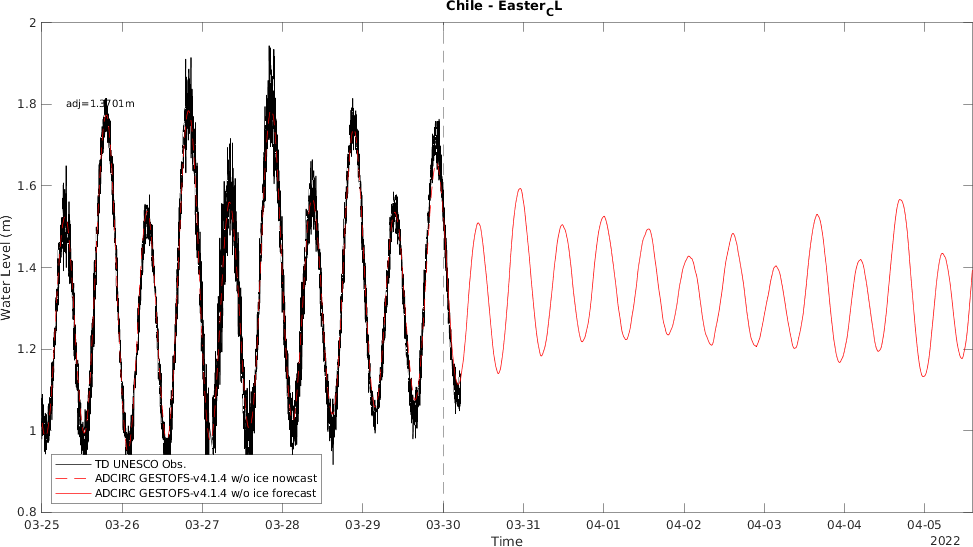 Chile - Easter_CL
2
1.8
1.6
1.4
1.2
1
0.8
adj=1.3701m
Water Level (m)
TD UNESCO Obs.
ADCIRC GESTOFS-v4.1.4 w/o ice nowcast
ADCIRC GESTOFS-v4.1.4 w/o ice forecast
03-25 03-26 03-27 03-28 03-29 03-30 03-31 04-01 04-02 04-03 04-04 04-05
Time
2022